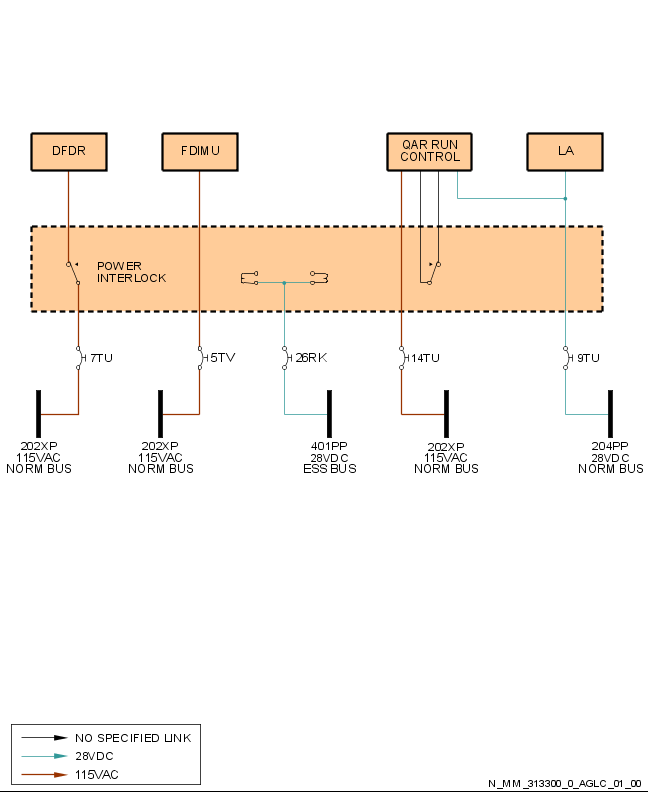 DFDR
FDIMU
QAR RUN
CONTROL
LA
POWER
INTERLOCK
7TU
5TV
26RK
14TU
9TU
202XP
115VAC
NORM BUS
202XP
115VAC
NORM BUS
401PP
28VDC
ESS BUS
202XP
115VAC
NORM BUS
204PP
28VDC
NORM BUS
NO SPECIFIED LINK
28VDC
115VAC
N_MM_313300_0_AGLC_01_00